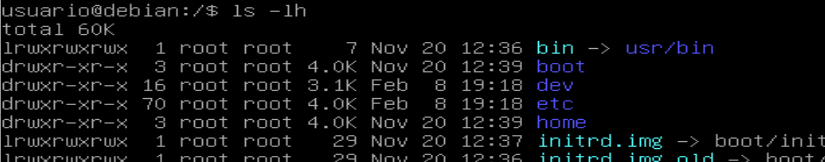 usuario@debian:/$ ls -lh
total 60K
lrwxrwxrwx 1 root root 7 Nov 20 12:36 bin -> usr/bin
drwxr-xr-x 3 root root 4.0K Nov 20 12:39 boot
drwxr-xr-x 16 root root 3.1K Feb 8 19:18 dev
drwxr-xr-x 70 root root 4.0K Feb 8 19:18 etc
drwxr-xr-x 3 root root 4.0K Nov 20 12:39 home
lrwxrwxrwx 1 root root 29 Nov 20 12:37 initrd.img -> boot/init
lrwxrwxrwx 1 root root 29 Nov 20 12:36 initrd.img.old -> boot